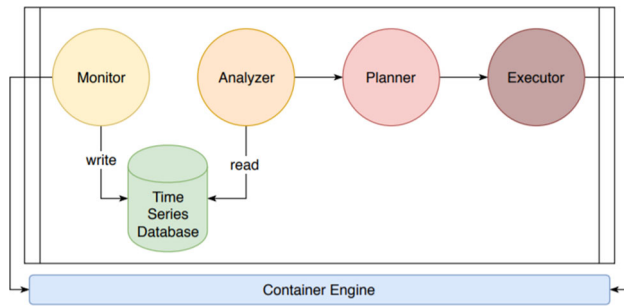 Monitor
Analyzer
Planner
Executor
write
read
Time
Series
Database
Container Engine